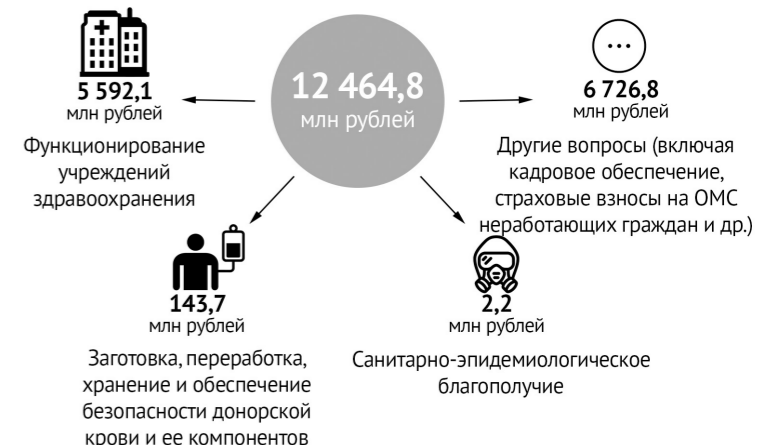 12 464,8
млн рублей
5 592,1
млн рублей
Функционирование
учреждений
здравоохранения
6 726,8
млн рублей
Другие вопросы (включая
кадровое обеспечение,
страховые взносы на ОМС
неработающих граждан и др.)
143,7
млн рублей
Заготовка, переработка,
хранение и обеспечение
безопасности донорской
крови и ее компонентов
2,2
млн рублей
Санитарно-эпидемиологическое
благополучие